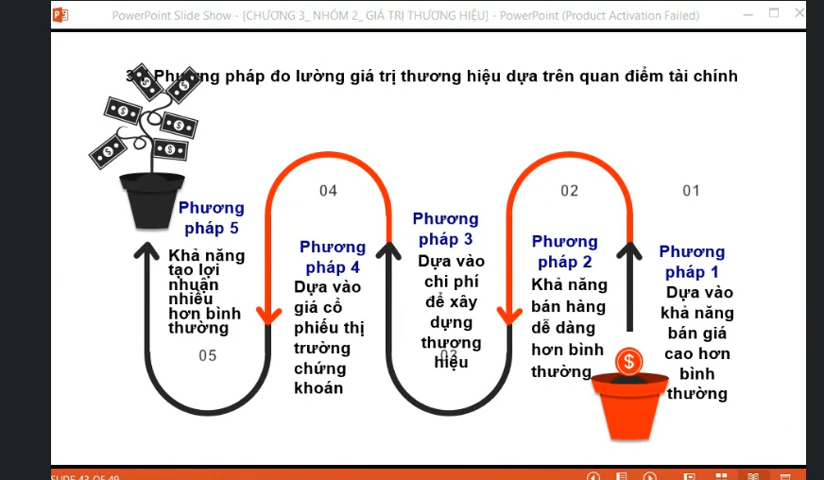 PowerPoint Slide Show - [CHƯƠNG 3_ NHÓM 2_ GIÁ TRỊ THƯƠNG HIỆU] - PowerPoint (Product Activation Failed)
pháp đo lường giá trị thương hiệu dựa trên quan điểm tài chính
01
Phương
pháp 1
Dựa vào
khả năng
bán giá
cao hơn
bình
thường
02
Phương
pháp 2
Khả năng
bán hàng
dễ dàng
hơn bình
thường
Phương
pháp 3
Dựa vào
chi phí
để xây
dựng
thương
hiệu
03
04
Phương
pháp 4
Dựa vào
giá cổ
phiếu thị
trường
chứng
khoán
Phương
pháp 5
Khả năng
tạo lợi
nhuận
nhiều
hơn bình
thường
05
SLIDE 43 OF 49